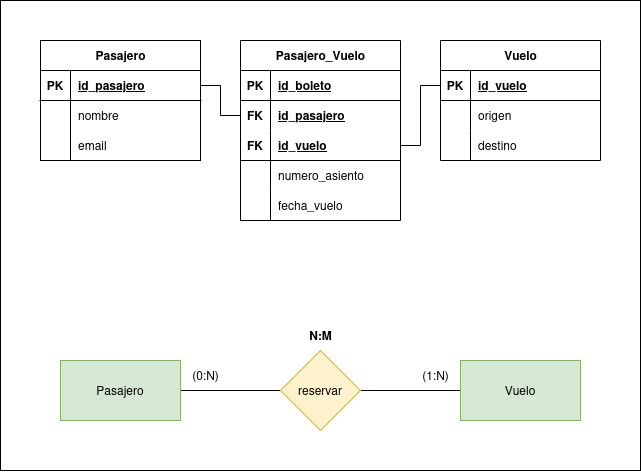 Pasajero
PK id_pasajero
nombre
email
Pasajero_Vuelo
PK id_boleto
FK id_pasajero
FK id_vuelo
numero_asiento
fecha_vuelo
Vuelo
PK id_vuelo
origen
destino
N:M
Pasajero
(0:N)
reservar
(1:N)
Vuelo